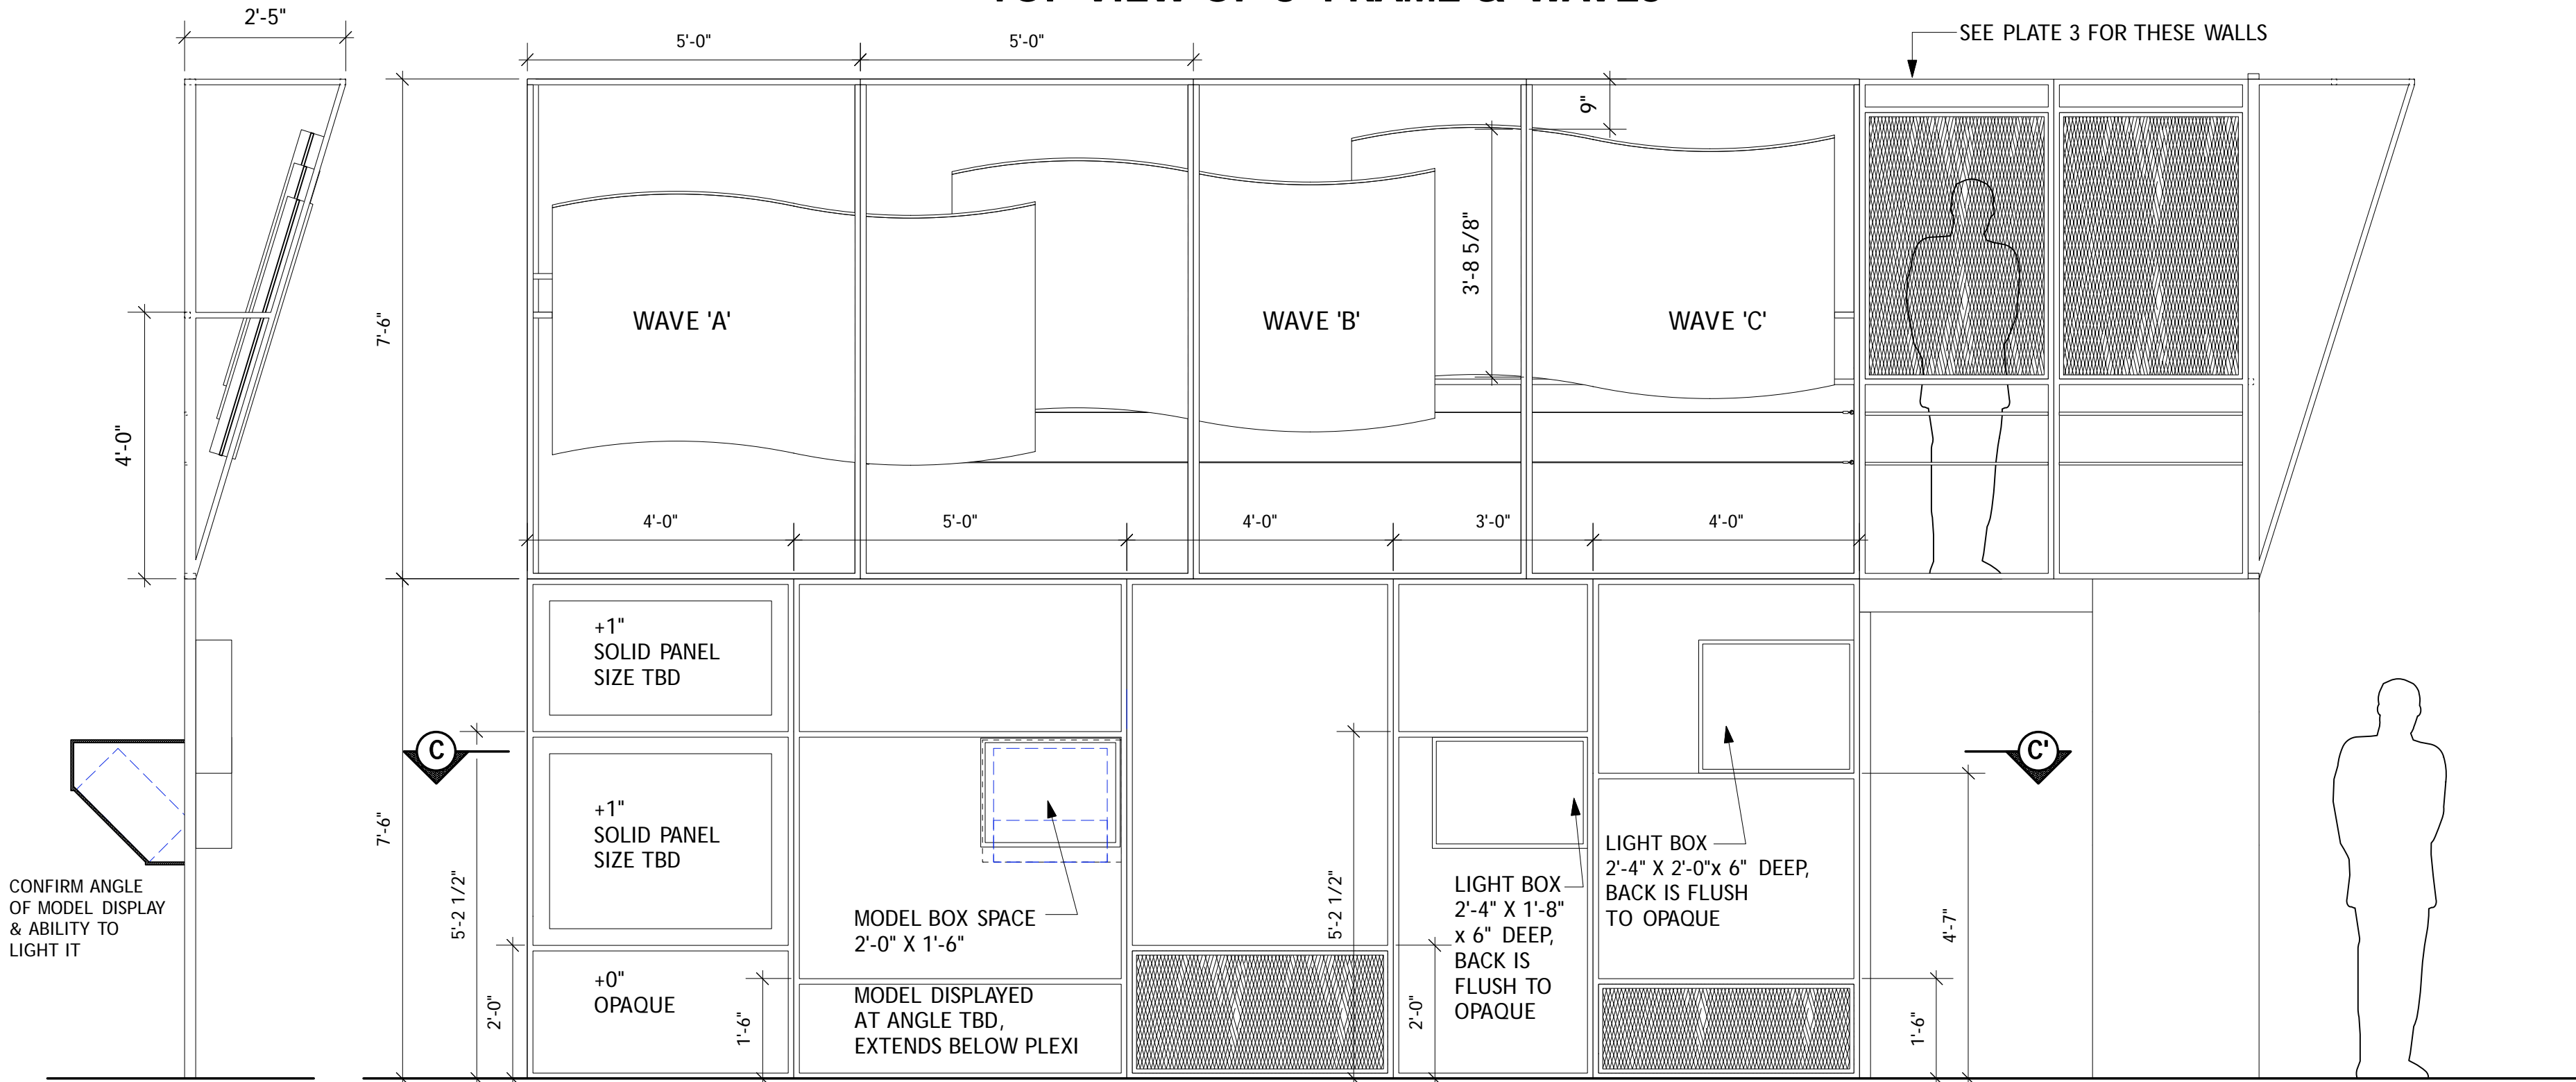 TOP VIEW OF 3' FRAME & WAVES
2'-5"
5'-0"
5'-0"
SEE PLATE 3 FOR THESE WALLS
9"
7'-6"
4'-0"
3'-8 5/8"
WAVE 'A'
WAVE 'B'
WAVE 'C'
4'-0"
5'-0"
4'-0"
3'-0"
4'-0"
+1"
SOLID PANEL
SIZE TBD
C
C'
7'-6"
+1"
SOLID PANEL
SIZE TBD
CONFIRM ANGLE
OF MODEL DISPLAY
& ABILITY TO
LIGHT IT
5'-2 1/2"
2'-0"
+0"
OPAQUE
1'-6"
MODEL BOX SPACE
2'-0" X 1'-6"
MODEL DISPLAYED
AT ANGLE TBD,
EXTENDS BELOW PLEXI
5'-2 1/2"
2'-0"
LIGHT BOX
2'-4" X 1'-8"
x 6" DEEP,
BACK IS
FLUSH TO
OPAQUE
LIGHT BOX
2'-4" X 2'-0"x 6" DEEP,
BACK IS FLUSH
TO OPAQUE
4'-7"
1'-6"